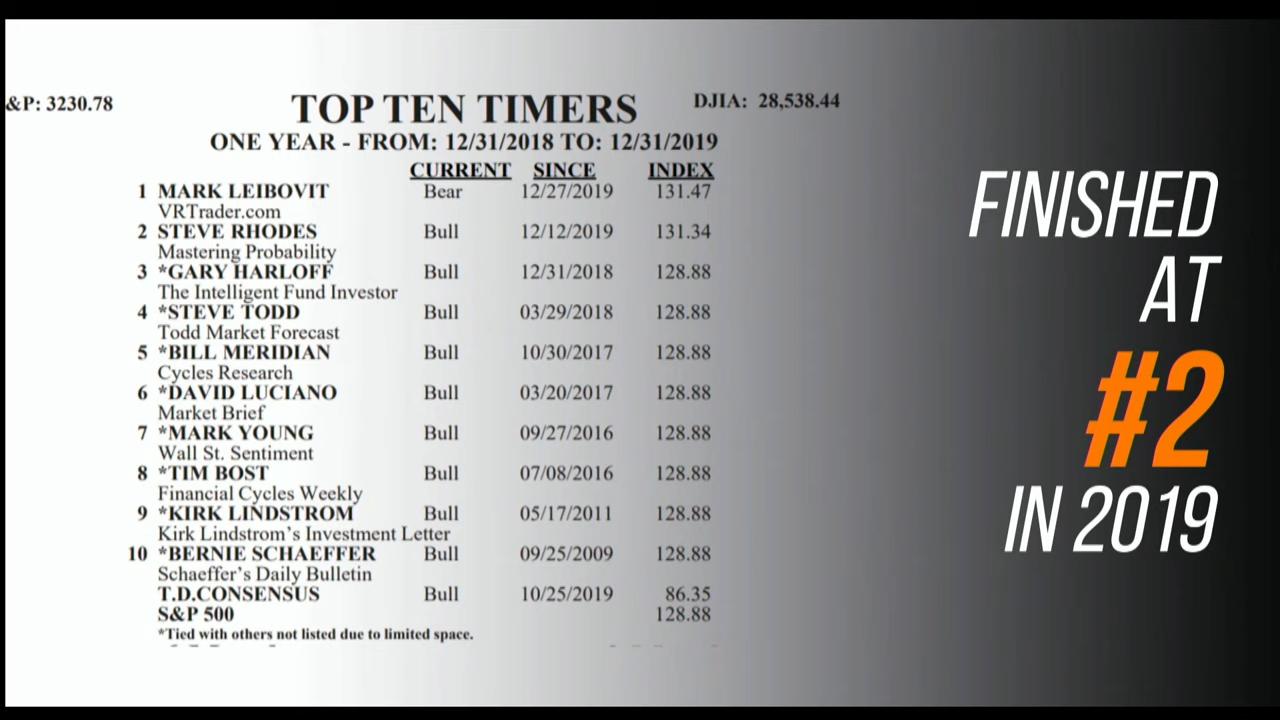 &P: 3230.78
TOP TEN TIMERS
DJIA: 28,538.44
ONE YEAR - FROM: 12/31/2018 TO: 12/31/2019
CURRENT SINCE INDEX
1 MARK LEIBOVIT Bear 12/27/2019 131.47
VRTrader.com
2 STEVE RHODES Bull 12/12/2019 131.34
Mastering Probability
3 *GARY HARLOFF Bull 12/31/2018 128.88
The Intelligent Fund Investor
4 *STEVE TODD Bull 03/29/2018 128.88
Todd Market Forecast
5 *BILL MERIDIAN Bull 10/30/2017 128.88
Cycles Research
6 *DAVID LUCIANO Bull 03/20/2017 128.88
Market Brief
7 *MARK YOUNG Bull 09/27/2016 128.88
Wall St. Sentiment
8 *TIM BOST Bull 07/08/2016 128.88
Financial Cycles Weekly
9 *KIRK LINDSTROM Bull 05/17/2011 128.88
Kirk Lindstrom's Investment Letter
10 *BERNIE SCHAEFFER Bull 09/25/2009 128.88
Schaeffer's Daily Bulletin
T.D.CONSENSUS Bull 10/25/2019 86.35
S&P 500 128.88
*Tied with others not listed due to limited space.
FINISHED
AT
#2
IN 2019